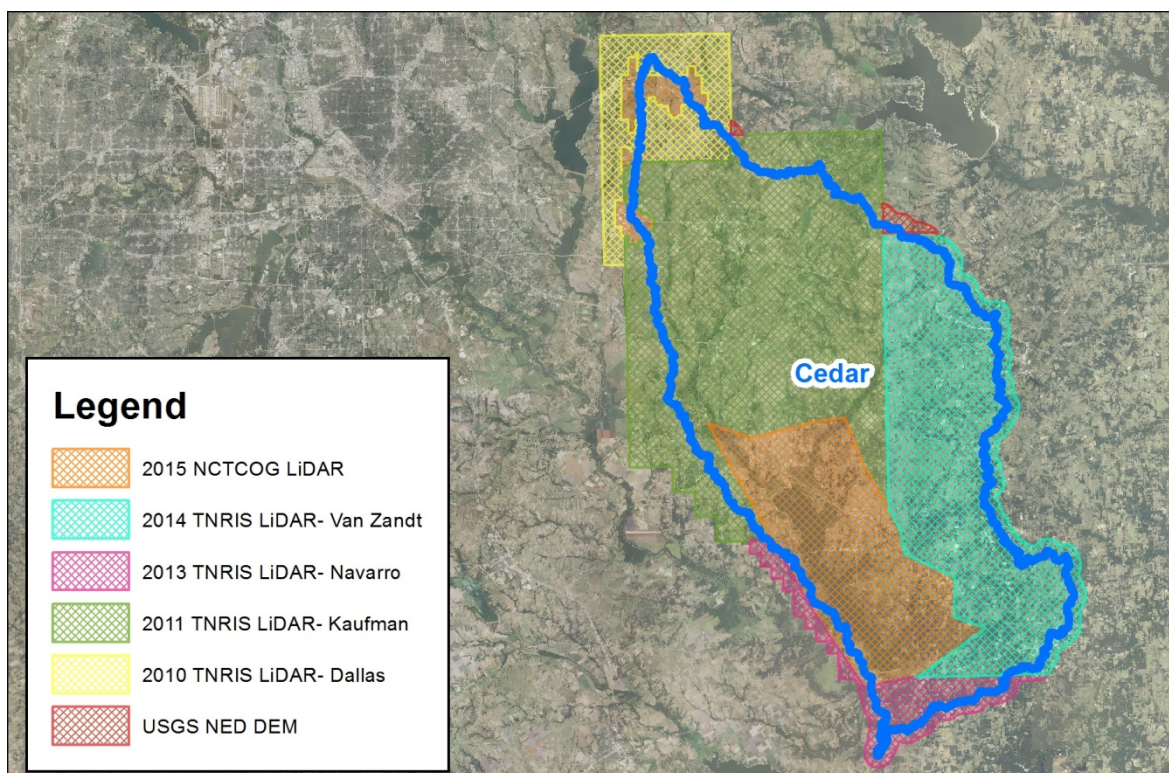 Cedar
Legend
2015 NCTCOG LiDAR
2014 TNRIS LiDAR- Van Zandt
2013 TNRIS LiDAR- Navarro
2011 TNRIS LiDAR- Kaufman
2010 TNRIS LiDAR- Dallas
USGS NED DEM